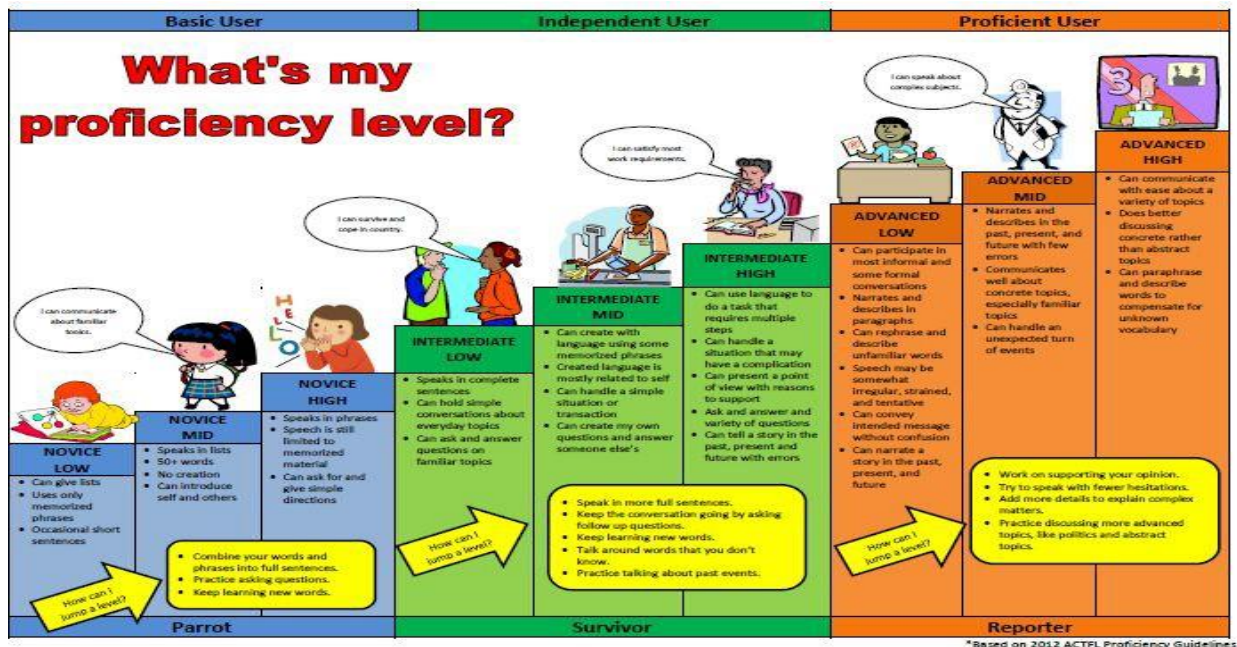 Basic User
Independent User
Proficient User
What's my
proficiency level?
I can communicate
about familiar
topics.
I can survive and
cope in country.
I can satisfy most
work requirements.
I can speak about
complex subjects.
HELLO
31
NOVICE
LOW
• Can give lists
• Uses only
memorized
phrases
• Occasional short
sentences
NOVICE
MID
• Speaks in lists
• 50+ words
• No creation
• Can introduce
self and others
NOVICE
HIGH
• Speaks in phrases
• Speech is still
limited to
memorized
material
• Can ask for and
give simple
directions
How can I
jump a level?
• Combine your words and
phrases into full sentences.
• Practice asking questions.
• Keep learning new words.
INTERMEDIATE
LOW
• Speaks in complete
sentences
• Can hold simple
conversations about
everyday topics
• Can ask and answer
questions on
familiar topics
INTERMEDIATE
MID
• Can create with
language using some
memorized phrases
• Created language is
mostly related to self
• Can handle a simple
situation or
transaction
• Can create my own
questions and answer
someone else's
INTERMEDIATE
HIGH
• Can use language to
do a task that
requires multiple
steps
• Can handle a
situation that may
have a complication
• Can present a point
of view with reasons
to support
• Ask and answer and
variety of questions
• Can tell a story in the
past, present and
future with errors
How can I
jump a level?
• Speak in more full sentences.
• Keep the conversation going by asking
follow up questions.
• Keep learning new words.
• Talk around words that you don't
know.
• Practice talking about past events.
ADVANCED
LOW
• Can participate in
most informal and
some formal
conversations
• Narrates and
describes in
paragraphs
• Can rephrase and
describe
unfamiliar words
• Speech may be
somewhat
irregular, strained,
and tentative
• Can convey
intended message
without confusion
• Can narrate a
story in the past,
present, and
future
ADVANCED
MID
• Narrates and
describes in the
past, present, and
future with few
errors
• Communicates
well about
concrete topics,
especially familiar
topics
• Can handle an
unexpected turn
of events
ADVANCED
HIGH
• Can communicate
with ease about a
variety of topics
• Does better
discussing
concrete rather
than abstract
topics
• Can paraphrase
and describe
words to
compensate for
unknown
vocabulary
How can I
jump a level?
• Work on supporting your opinion.
• Try to speak with fewer hesitations.
• Add more details to explain complex
matters.
• Practice discussing more advanced
topics, like politics and abstract
topics.
Parrot
Survivor
Reporter
*Based on 2012 ACTFL Proficiency Guidelines